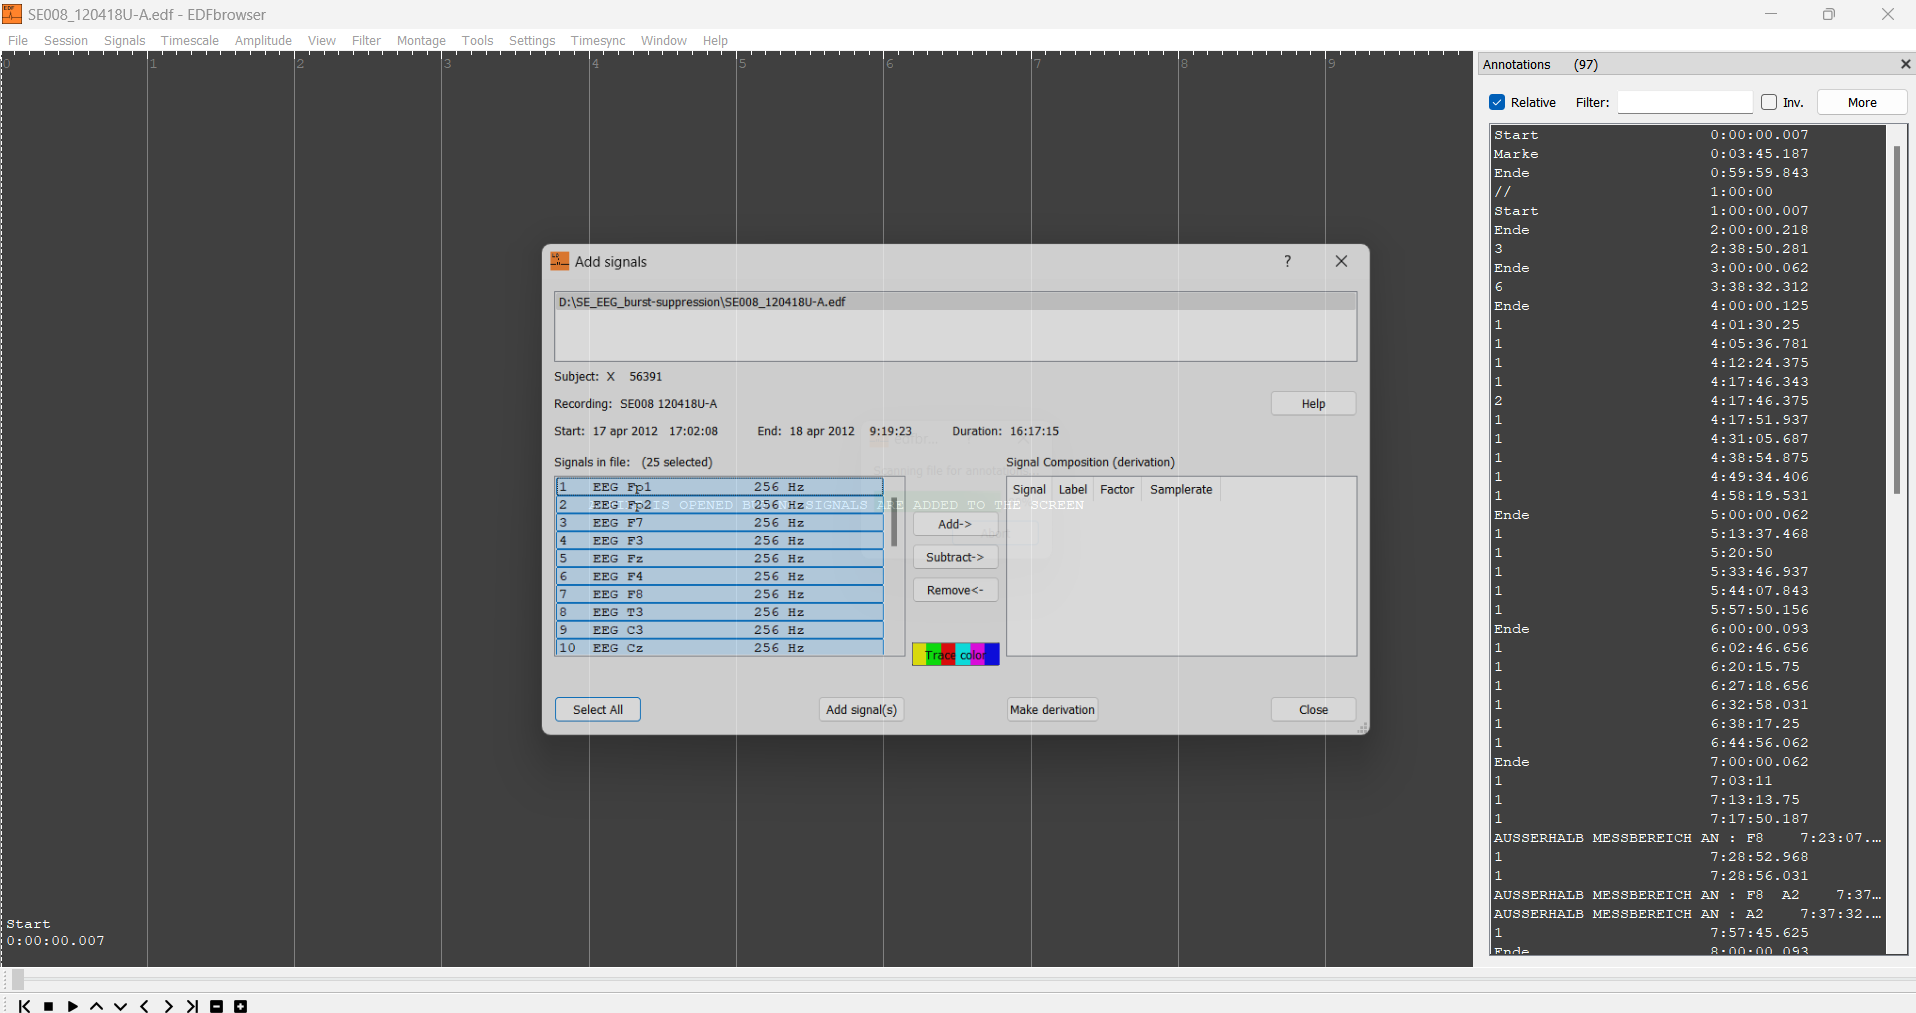 SE008_120418U-A.edf - EDFbrowser
File Session Signals Timescale Amplitude View Filter Montage Tools Settings Timesync Window Help
0 1 2 3 4 5 6 7 8 9
Start
0:00:00.007
Add signals
?
D:\SE_EEG_burst-suppression\SE008_120418U-A.edf
Subject: X 56391
Recording: SE008 120418U-A
Help
Start: 17 apr 2012 17:02:08 End: 18 apr 2012 9:19:23 Duration: 16:17:15
Signals in file: (25 selected)
1 EEG Fp1 256 Hz
2 EEG Fp2 256 Hz
3 EEG F7 256 Hz
4 EEG F3 256 Hz
5 EEG Fz 256 Hz
6 EEG F4 256 Hz
7 EEG F8 256 Hz
8 EEG T3 256 Hz
9 EEG C3 256 Hz
10 EEG Cz 256 Hz
IS OPENED SIGNALS ARE ADDED TO THE SCREEN
Add->
Subtract->
Remove<-
Trace color
Signal Composition (derivation)
Signal Label Factor Samplerate
Select All
Add signal(s)
Make derivation
Close
Annotations (97)
Relative Filter: Inv. More
Start 0:00:00.007
Marke 0:03:45.187
Ende 0:59:59.843
// 1:00:00
Start 1:00:00.007
Ende 2:00:00.218
3 2:38:50.281
Ende 3:00:00.062
6 3:38:32.312
Ende 4:00:00.125
1 4:01:30.25
1 4:05:36.781
1 4:12:24.375
1 4:17:46.343
2 4:17:46.375
1 4:17:51.937
1 4:31:05.687
1 4:38:54.875
1 4:49:34.406
1 4:58:19.531
Ende 5:00:00.062
1 5:13:37.468
1 5:20:50
1 5:33:46.937
1 5:44:07.843
1 5:57:50.156
Ende 6:00:00.093
1 6:02:46.656
1 6:20:15.75
1 6:27:18.656
1 6:32:58.031
1 6:38:17.25
1 6:44:56.062
Ende 7:00:00.062
1 7:03:11
1 7:13:13.75
1 7:17:50.187
AUSSERHALB MESSBEREICH AN : F8 7:23:07....
1 7:28:52.968
1 7:28:56.031
AUSSERHALB MESSBEREICH AN : F8 A2 7:37...
AUSSERHALB MESSBEREICH AN : A2 7:37:32....
1 7:57:45.625
Ende 8:00:00.093